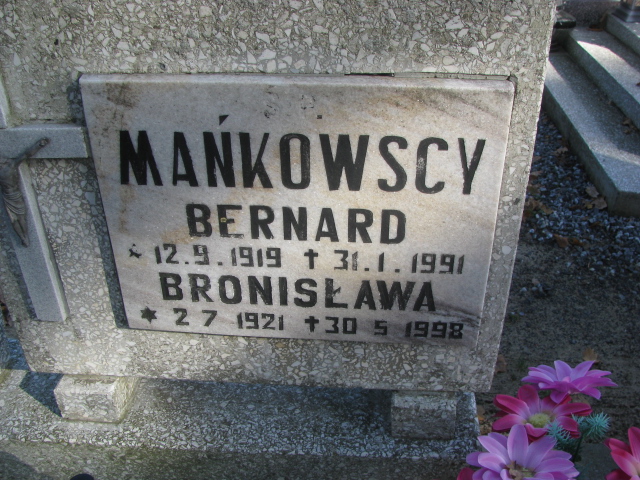 Ś. P.
MAŃKOWSCY
BERNARD
* 12.9.1919 † 31.1.1991
BRONISŁAWA
* 2 7 1921 † 30 5 1998